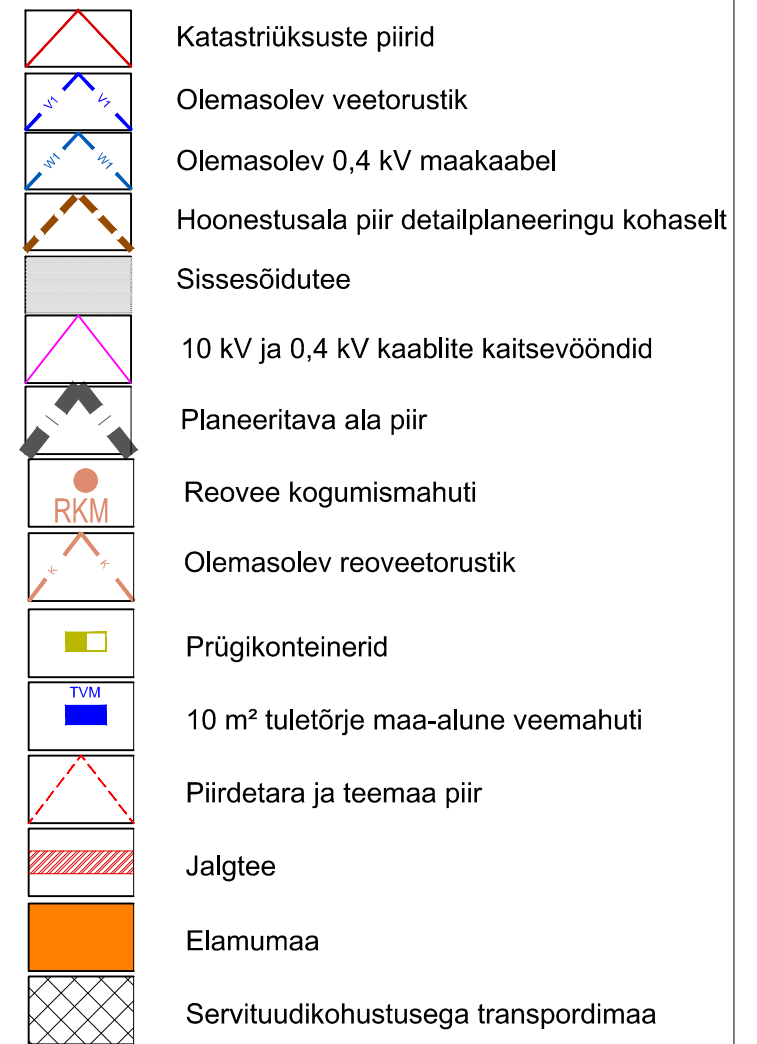 Katastriüksuste piirid
V1 V1 Olemasolev veetorustik
W1 W1 Olemasolev 0,4 kV maakaabel
Hoonestusala piir detailplaneeringu kohaselt
Sissesõidutee
10 kV ja 0,4 kV kaablite kaitsevööndid
Planeeritava ala piir
RKM Reovee kogumismahuti
K K Olemasolev reoveetorustik
Prügikonteinerid
TVM 10 m² tuletõrje maa-alune veemahuti
Piirdetara ja teemaa piir
Jalgtee
Elamumaa
Servituudikohustusega transpordimaa